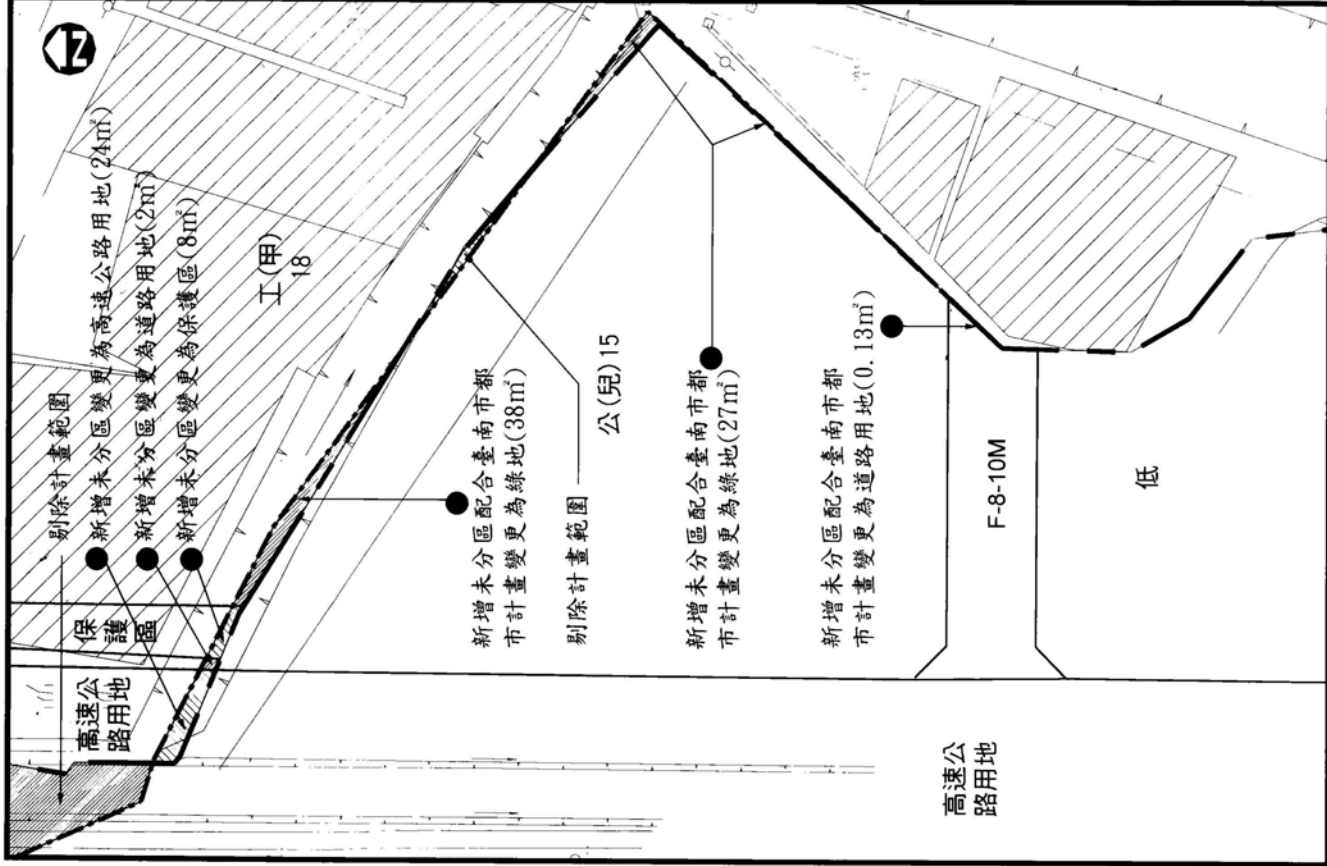 N
剔除計畫範圍
新增未分區變更為高速公路用地(24㎡)
新增未分區變更為道路用地(2㎡)
新增未分區變更為保護區(8㎡)
工(甲)
18
保護區
高速公
路用地
新增未分區配合臺南市都
市計畫變更為綠地(38㎡)
剔除計畫範圍
公(兒)15
新增未分區配合臺南市都
市計畫變更為綠地(27㎡)
新增未分區配合臺南市都
市計畫變更為道路用地(0.13㎡)
F-8-10M
低
高速公
路用地